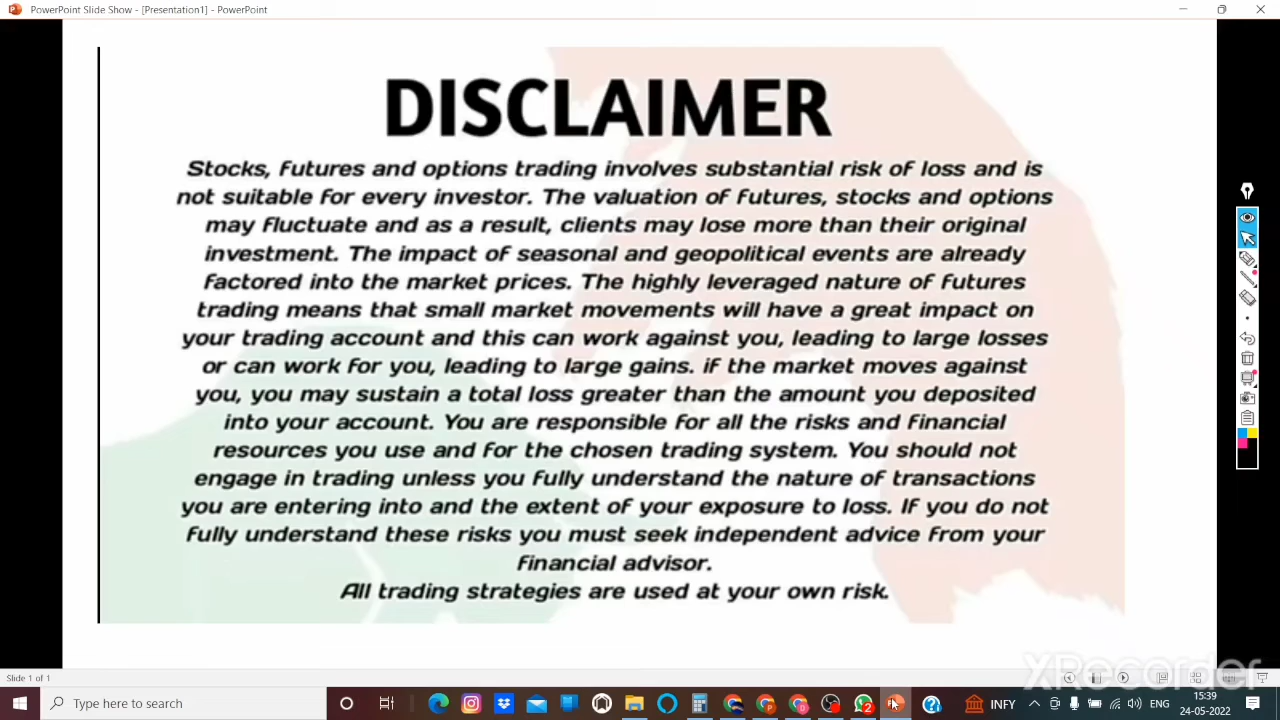 PowerPoint Slide Show - [Presentation1] - PowerPoint
DISCLAIMER
Stocks, futures and options trading involves substantial risk of loss and is
not suitable for every investor. The valuation of futures, stocks and options
may fluctuate and as a result, clients may lose more than their original
investment. The impact of seasonal and geopolitical events are already
factored into the market prices. The highly leveraged nature of futures
trading means that small market movements will have a great impact on
your trading account and this can work against you, leading to large losses
or can work for you, leading to large gains. if the market moves against
you, you may sustain a total loss greater than the amount you deposited
into your account. You are responsible for all the risks and financial
resources you use and for the chosen trading system. You should not
engage in trading unless you fully understand the nature of transactions
you are entering into and the extent of your exposure to loss. If you do not
fully understand these risks you must seek independent advice from your
financial advisor.
All trading strategies are used at your own risk.
XRecorder
Slide 1 of 1
Type here to search
2
INFY
ENG
15:39
24-05-2022